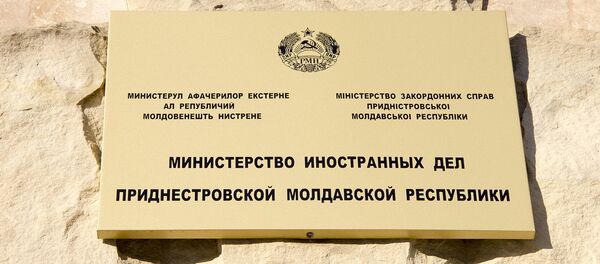 РМН
МИНИСТЕРУЛ АФАЧЕРИЛОР ЕКСТЕРНЕ
АЛ РЕПУБЛИЧИЙ
МОЛДОВЕНЕШТЬ НИСТРЕНЕ
МІНІСТЕРСТВО ЗАКОРДОННИХ СПРАВ
ПРИДНІСТРОВСЬКОЇ
МОЛДАВСЬКОЇ РЕСПУБЛІКИ
МИНИСТЕРСТВО ИНОСТРАННЫХ ДЕЛ
ПРИДНЕСТРОВСКОЙ МОЛДАВСКОЙ РЕСПУБЛИКИ